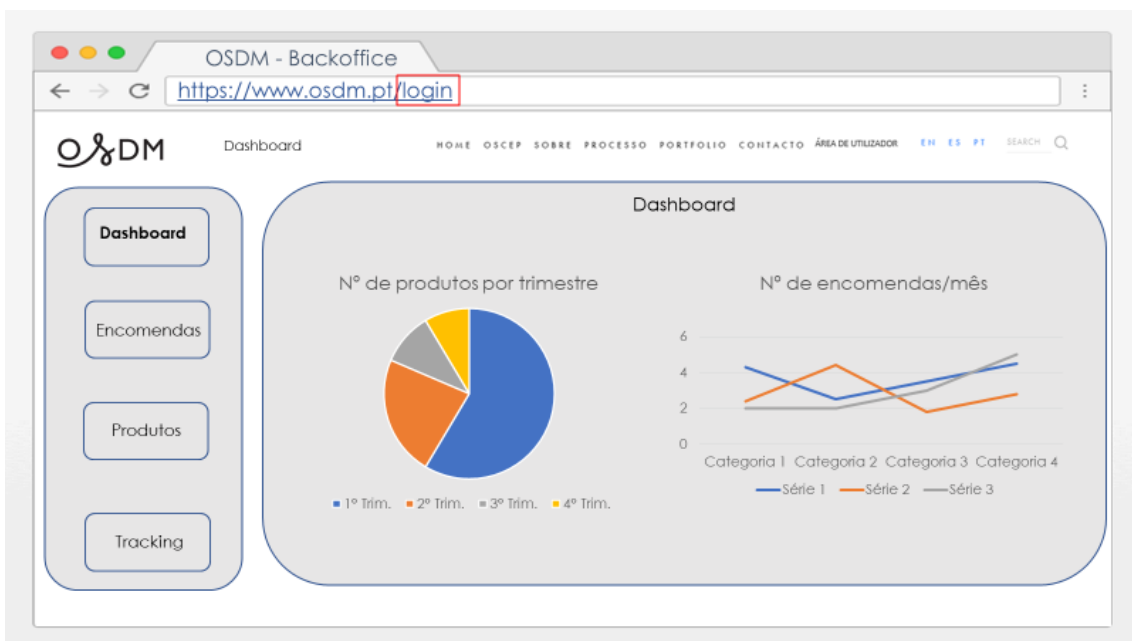 OSDM - Backoffice
https://www.osdm.pt/login
OSDM
Dashboard
HOME OSCEP SOBRE PROCESSO PORTFOLIO CONTACTO ÁREA DE UTILIZADOR EN ES PT SEARCH
Dashboard
Encomendas
Produtos
Tracking
Dashboard
Nº de produtos por trimestre
1º Trim. 2º Trim. 3º Trim. 4º Trim.
Nº de encomendas/mês
6
4
2
0
Categoria 1 Categoria 2 Categoria 3 Categoria 4
Série 1 Série 2 Série 3